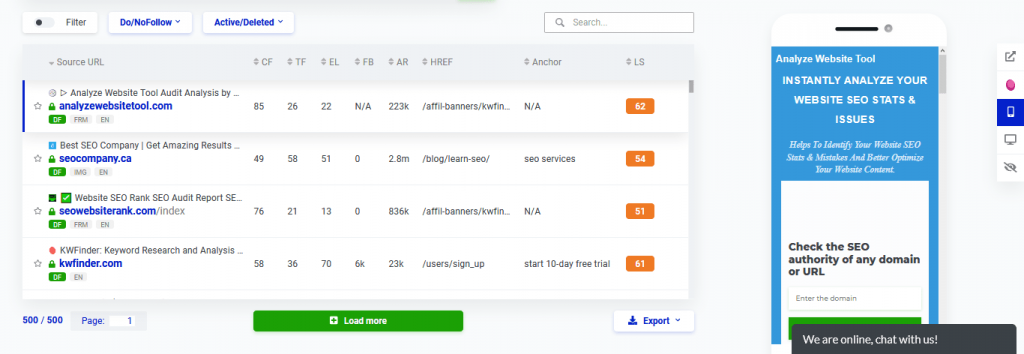 Filter
Do/NoFollow
Active/Deleted
Search...
Source URL CF TF EL FB AR HREF Anchor LS
▷ Analyze Website Tool Audit Analysis by ...
analyzewebsitetool.com 85 26 22 N/A 223k /affil-banners/kwfin... N/A 62
DF FRM EN
Best SEO Company | Get Amazing Results ...
seocompany.ca 49 58 51 0 2.8m /blog/learn-seo/ seo services 54
DF IMG EN
✅ Website SEO Rank SEO Audit Report SE...
seowebsiterank.com/index 76 21 13 0 836k /affil-banners/kwfin... N/A 51
DF FRM EN
KWFinder: Keyword Research and Analysis ...
kwfinder.com 58 36 70 6k 23k /users/sign_up start 10-day free trial 61
DF EN
500 / 500
Page: 1
Load more
Export
Analyze Website Tool
INSTANTLY ANALYZE YOUR
WEBSITE SEO STATS &
ISSUES
Helps To Identify Your Website SEO
Stats & Mistakes And Better Optimize
Your Website Content.
Check the SEO
authority of any domain
or URL
Enter the domain
We are online, chat with us!